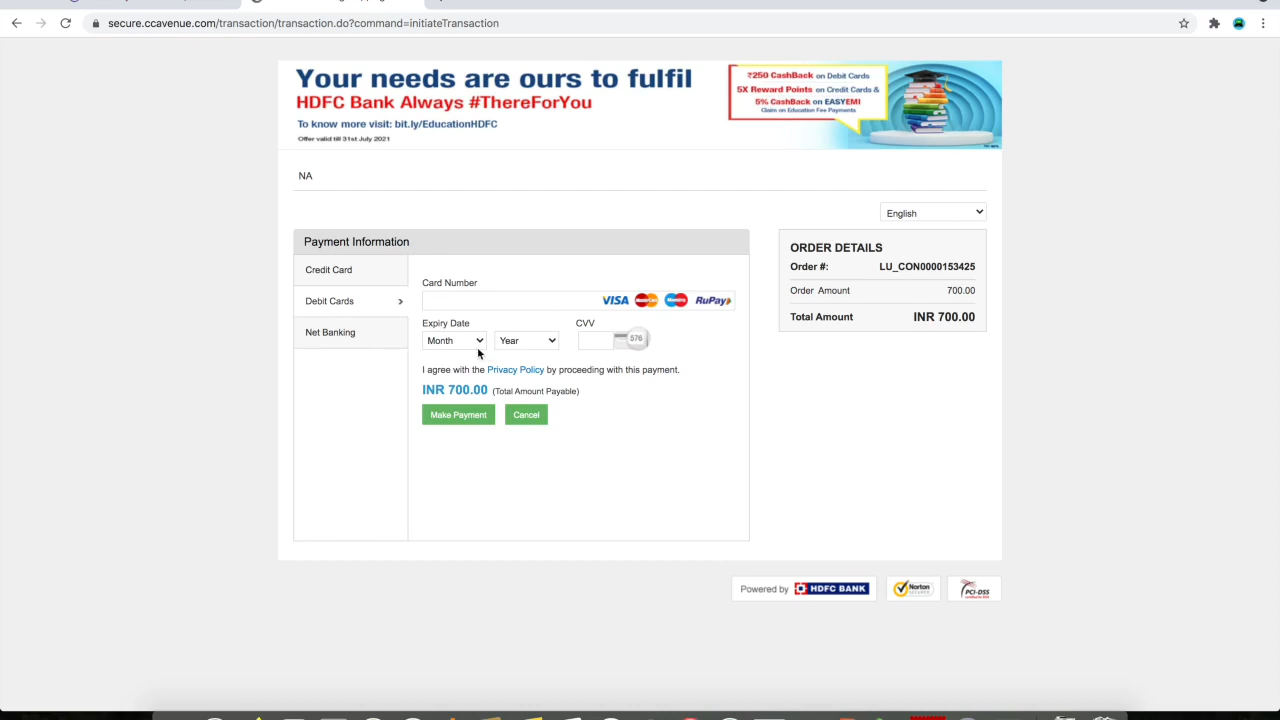 secure.ccavenue.com/transaction/transaction.do?command=initiateTransaction
Your needs are ours to fulfil
HDFC Bank Always #ThereForYou
To know more visit: bit.ly/EducationHDFC
Offer valid till 31st July 2021
₹250 CashBack on Debit Cards
5X Reward Points on Credit Cards &
5% CashBack on EASYEMI
Claim on Education Fee Payments
NA
English
Payment Information
Credit Card
Debit Cards
Net Banking
Card Number
VISA MasterCard Maestro RuPay
Expiry Date
CVV
Month
Year
576
I agree with the Privacy Policy by proceeding with this payment.
INR 700.00 (Total Amount Payable)
Make Payment
Cancel
ORDER DETAILS
Order #: LU_CON0000153425
Order Amount 700.00
Total Amount INR 700.00
Powered by HDFC BANK
Norton
SECURED
PCI-DSS